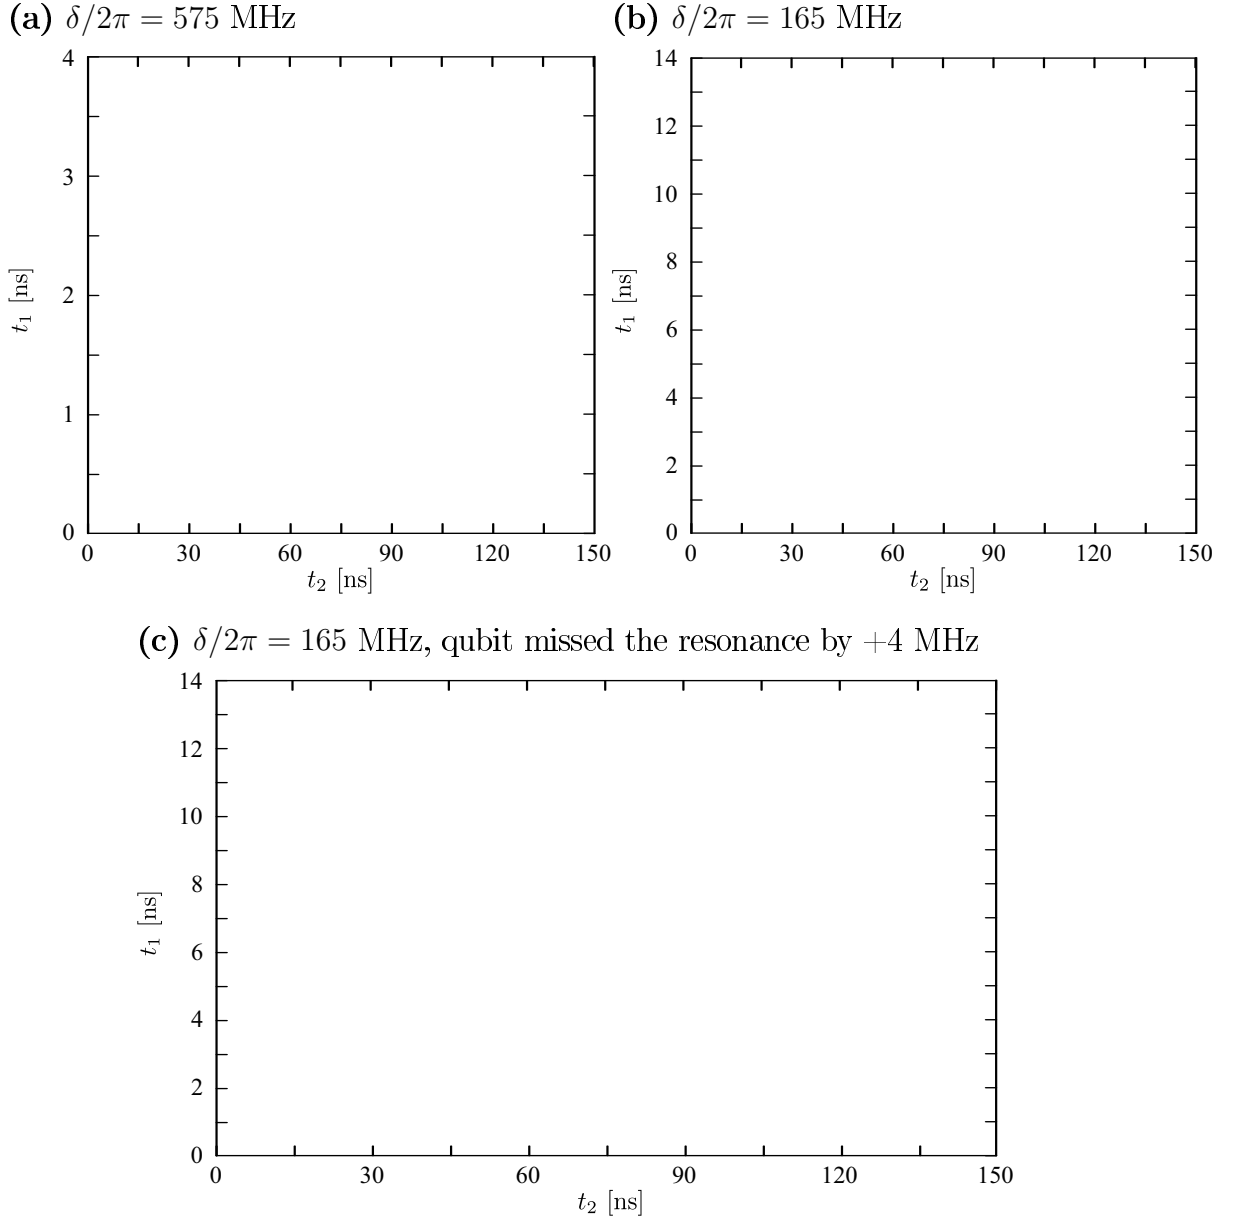 (a) δ/2π = 575 MHz
4
3
2
1
0
t₁ [ns]
0 30 60 90 120 150
t₂ [ns]
(b) δ/2π = 165 MHz
14
12
10
8
6
4
2
0
t₁ [ns]
0 30 60 90 120 150
t₂ [ns]
(c) δ/2π = 165 MHz, qubit missed the resonance by +4 MHz
14
12
10
8
6
4
2
0
t₁ [ns]
0 30 60 90 120 150
t₂ [ns]